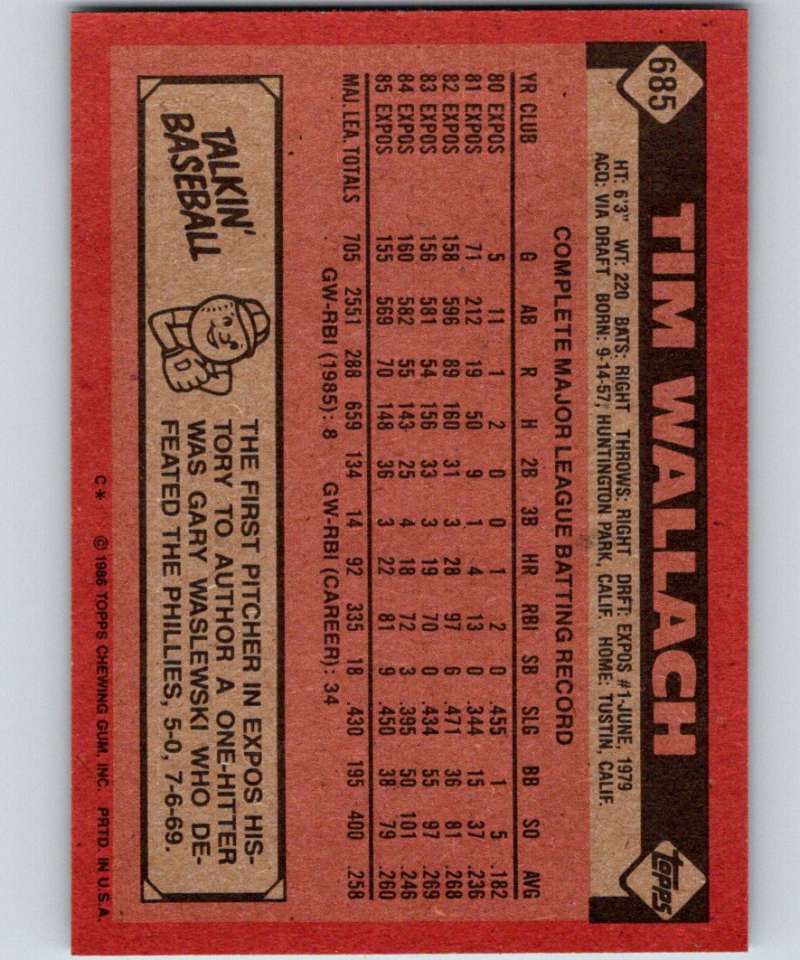 685
TIM WALLACH
Topps
HT: 6'3" WT: 220 BATS: RIGHT THROWS: RIGHT DRFT: EXPOS #1-JUNE, 1979
ACQ: VIA DRAFT BORN: 9-14-57, HUNTINGTON PARK, CALIF. HOME: TUSTIN, CALIF.
COMPLETE MAJOR LEAGUE BATTING RECORD
YR CLUB G AB R H 2B 3B HR RBI SB SLG BB SO AVG
80 EXPOS 5 11 1 2 0 0 1 2 0 .455 1 5 .182
81 EXPOS 71 212 19 50 9 1 4 13 0 .344 15 37 .236
82 EXPOS 158 596 89 160 31 3 28 97 6 .471 36 81 .268
83 EXPOS 156 581 54 156 33 3 19 70 0 .434 55 97 .269
84 EXPOS 160 582 55 143 25 4 18 72 3 .395 50 101 .246
85 EXPOS 155 569 70 148 36 3 22 81 9 .450 38 79 .260
MAJ. LEA. TOTALS 705 2551 288 659 134 14 92 335 18 .430 195 400 .258
GW-RBI (1985): 8 GW-RBI (CAREER): 34
TALKIN'
BASEBALL
THE FIRST PITCHER IN EXPOS HIS-
TORY TO AUTHOR A ONE-HITTER
WAS GARY WASLEWSKI WHO DE-
FEATED THE PHILLIES, 5-0, 7-6-69.
C* © 1986 TOPPS CHEWING GUM, INC. PRTD. IN U.S.A.